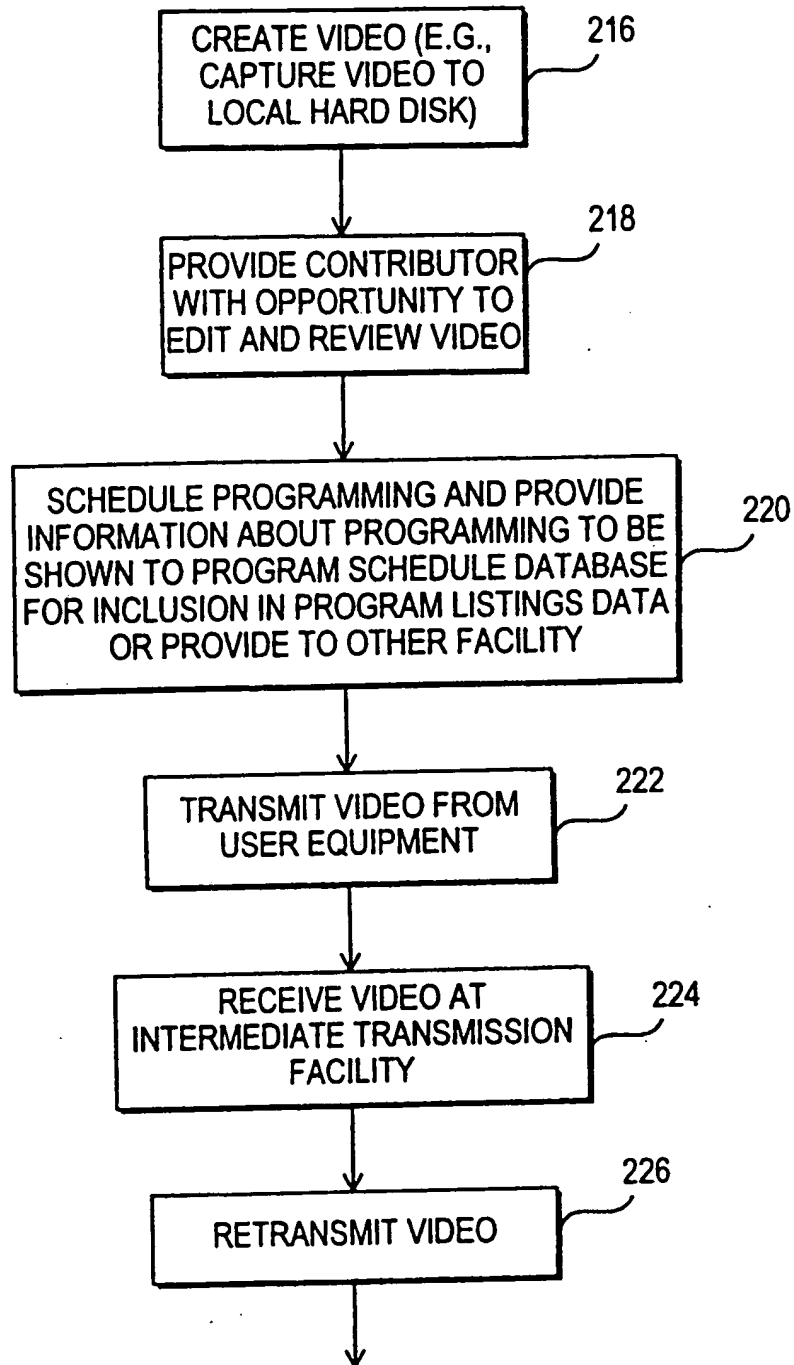 CREATE VIDEO (E.G.,
CAPTURE VIDEO TO
LOCAL HARD DISK)
216
PROVIDE CONTRIBUTOR
WITH OPPORTUNITY TO
EDIT AND REVIEW VIDEO
218
SCHEDULE PROGRAMMING AND PROVIDE
INFORMATION ABOUT PROGRAMMING TO BE
SHOWN TO PROGRAM SCHEDULE DATABASE
FOR INCLUSION IN PROGRAM LISTINGS DATA
OR PROVIDE TO OTHER FACILITY
220
TRANSMIT VIDEO FROM
USER EQUIPMENT
222
RECEIVE VIDEO AT
INTERMEDIATE TRANSMISSION
FACILITY
224
RETRANSMIT VIDEO
226